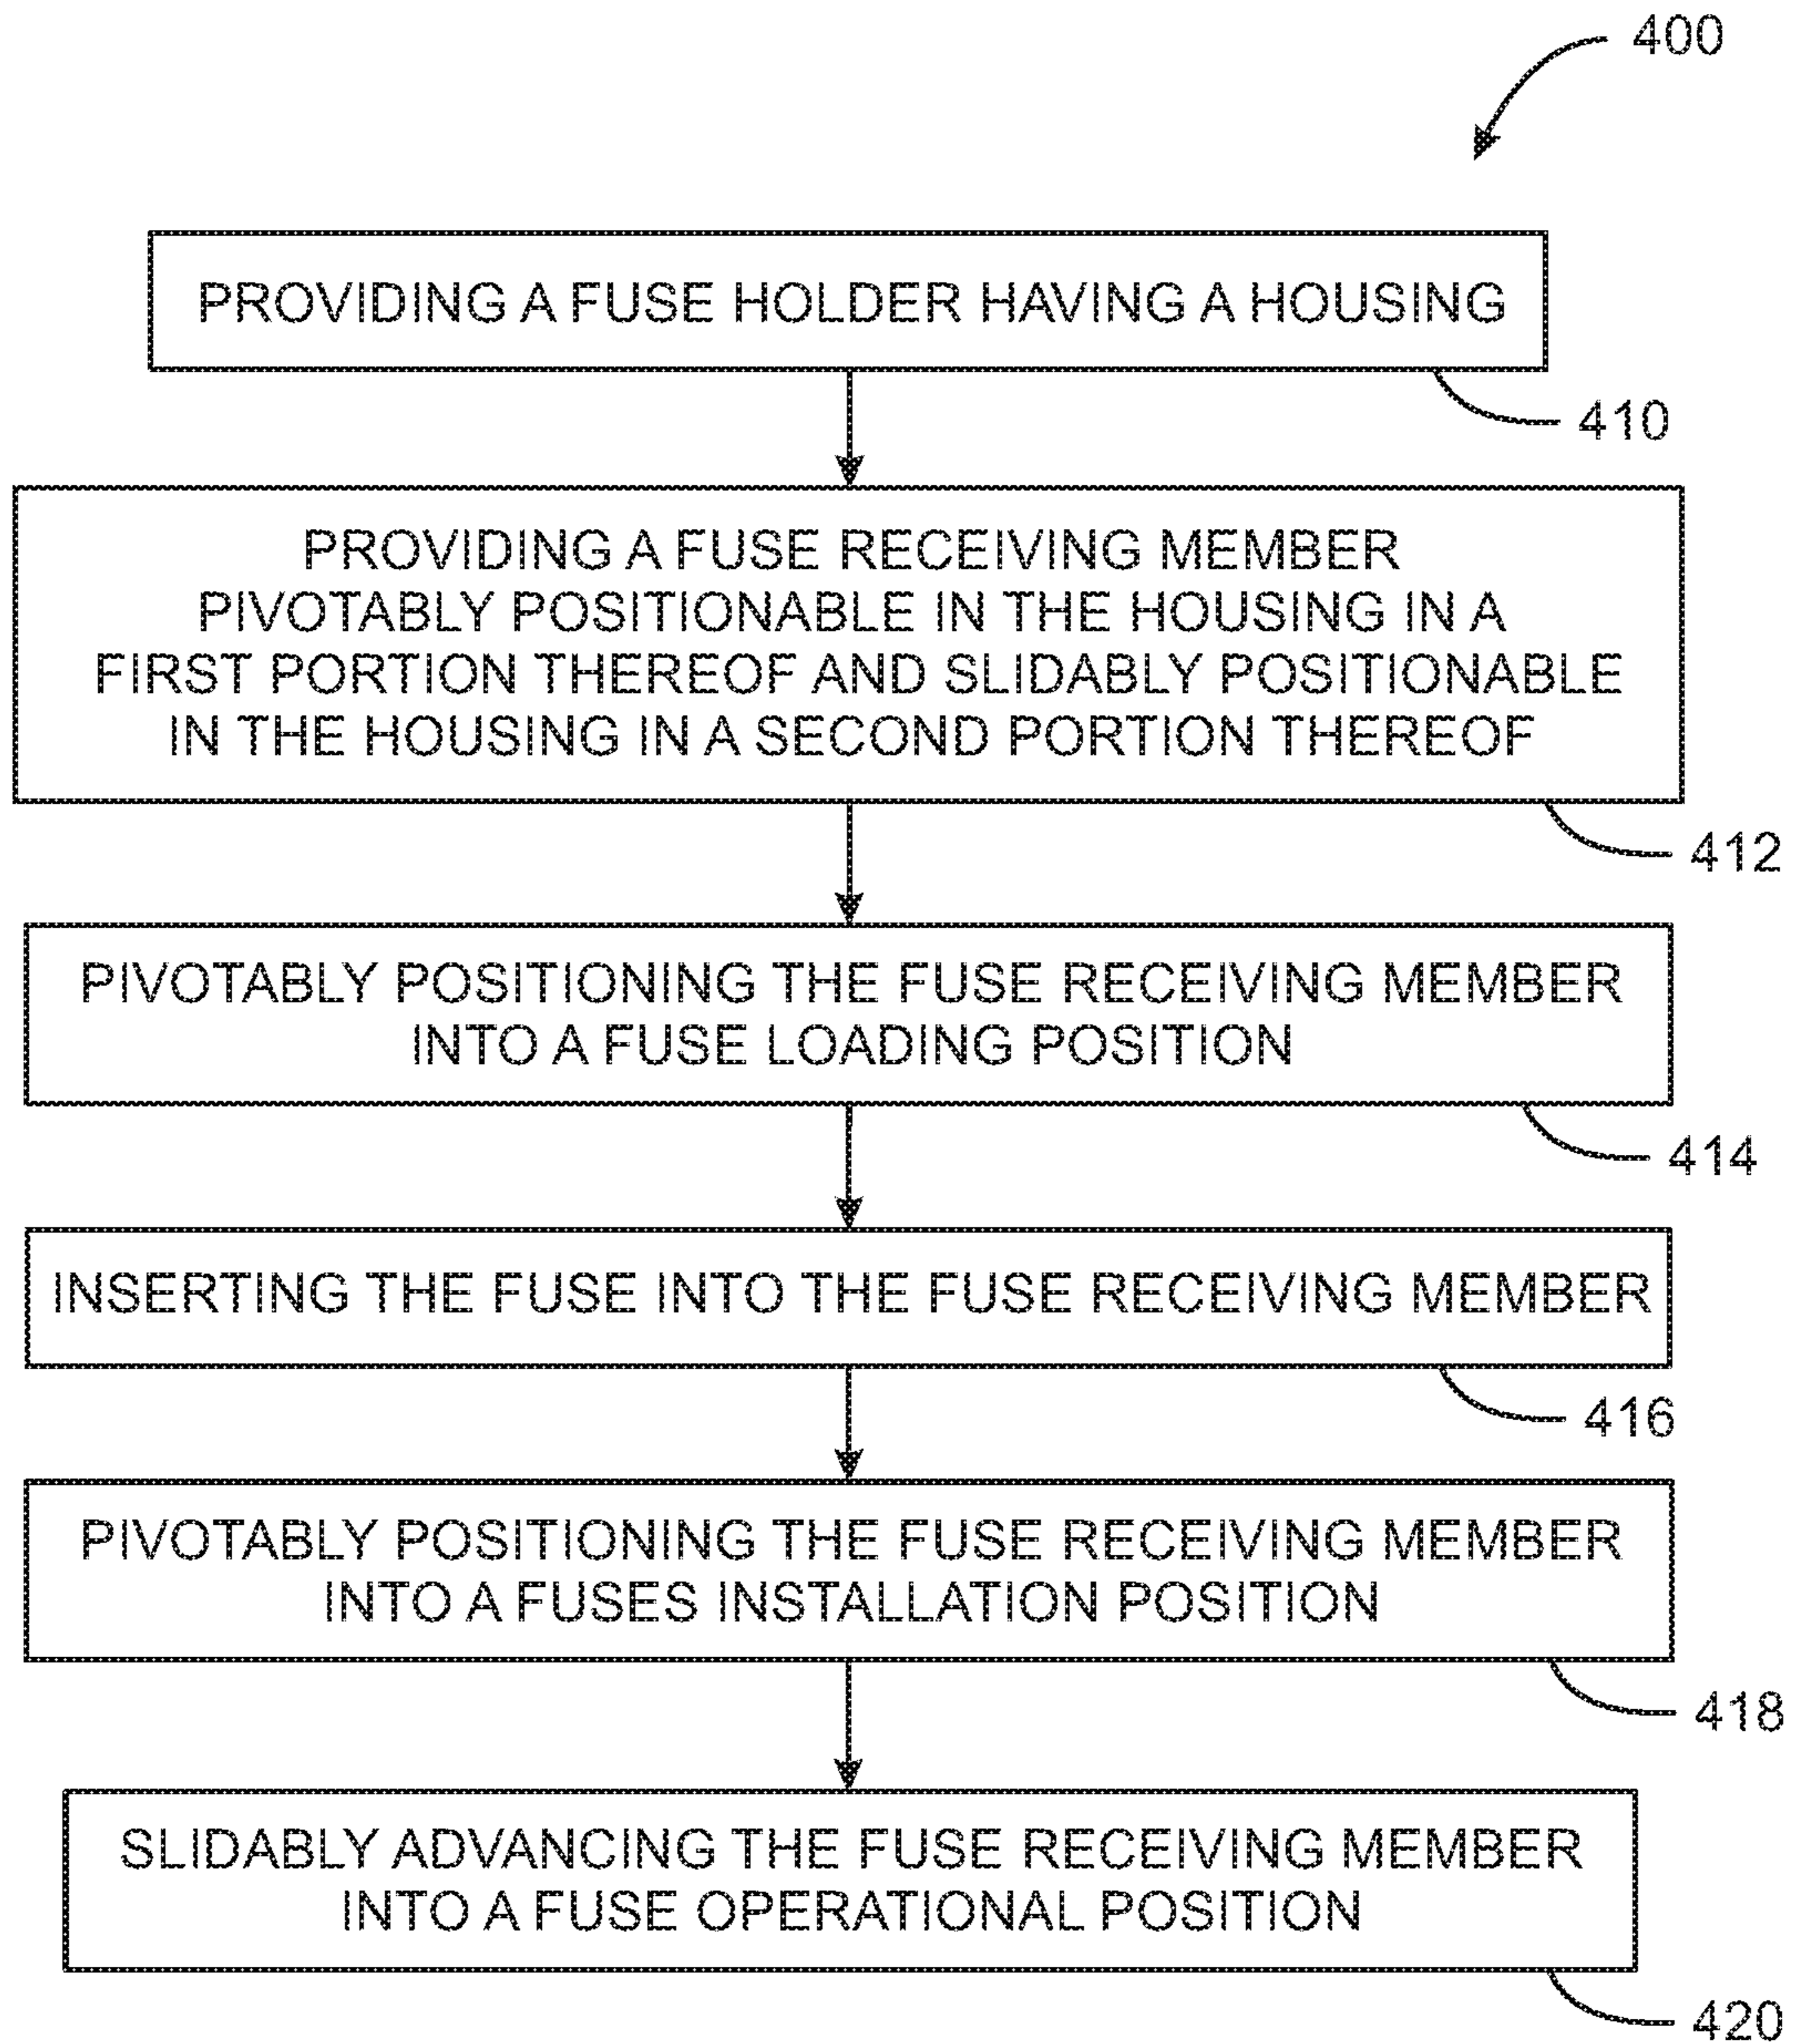 400
PROVIDING A FUSE HOLDER HAVING A HOUSING
410
PROVIDING A FUSE RECEIVING MEMBER
PIVOTABLY POSITIONABLE IN THE HOUSING IN A
FIRST PORTION THEREOF AND SLIDABLY POSITIONABLE
IN THE HOUSING IN A SECOND PORTION THEREOF
412
PIVOTABLY POSITIONING THE FUSE RECEIVING MEMBER
INTO A FUSE LOADING POSITION
414
INSERTING THE FUSE INTO THE FUSE RECEIVING MEMBER
416
PIVOTABLY POSITIONING THE FUSE RECEIVING MEMBER
INTO A FUSES INSTALLATION POSITION
418
SLIDABLY ADVANCING THE FUSE RECEIVING MEMBER
INTO A FUSE OPERATIONAL POSITION
420